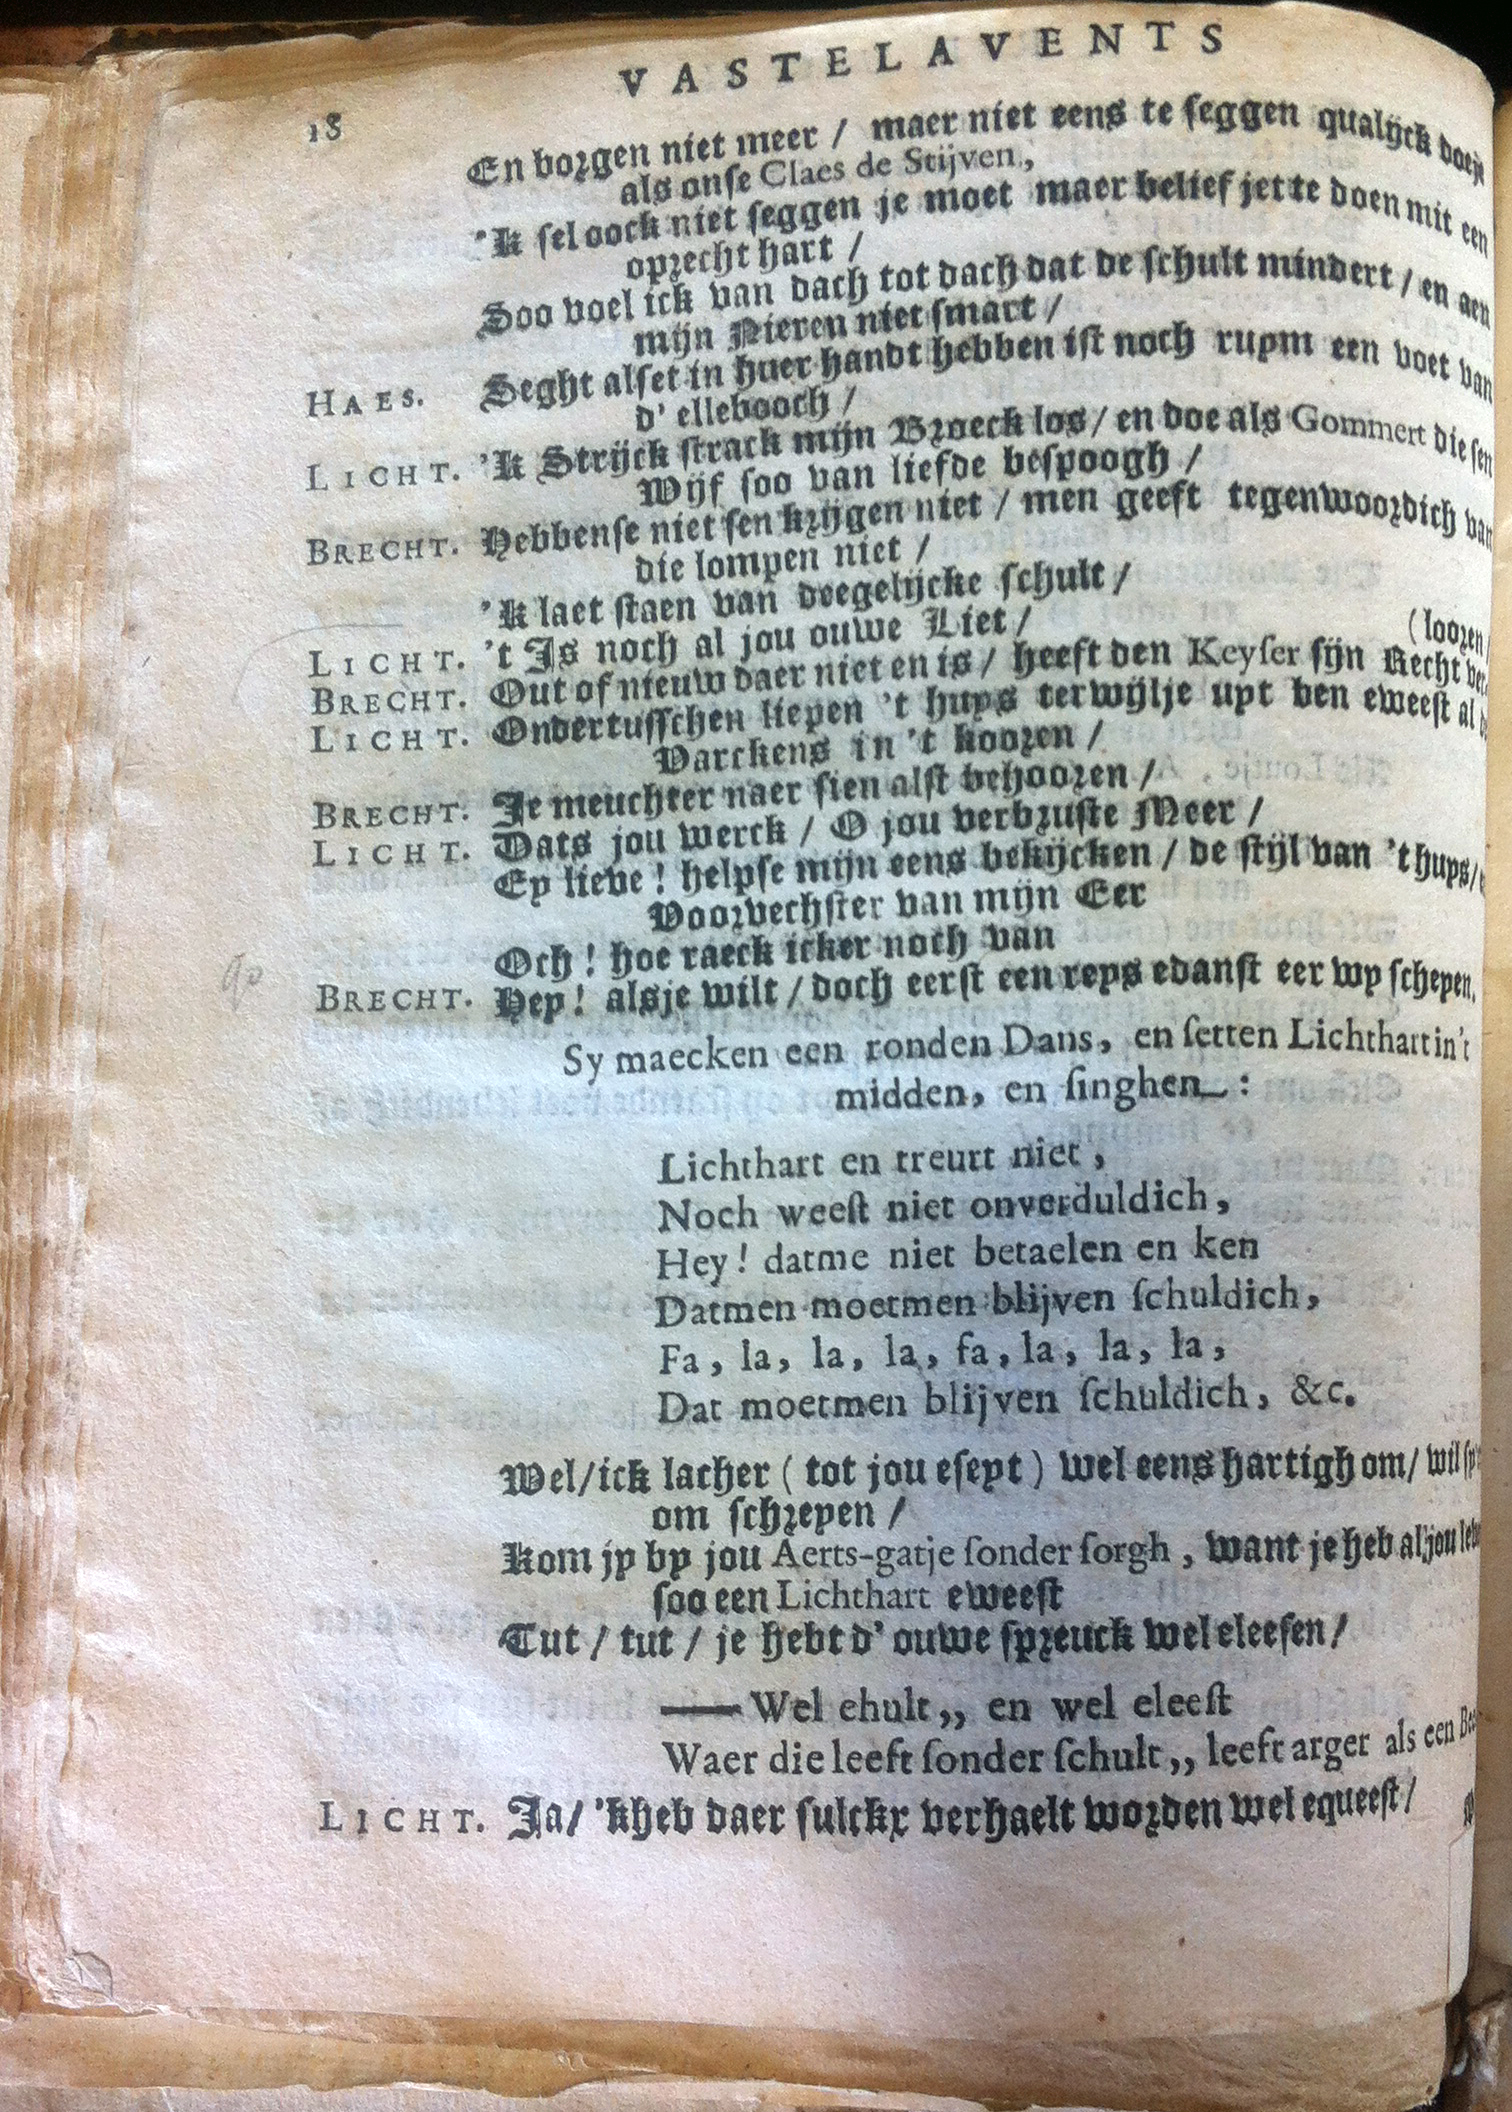 VASTELAVENTS
18
En borgen niet meer / maer niet eens te seggen qualijck doeje
als onse Claes de Stijven,
'K sel oock niet seggen je moet maer belief jet te doen mit een
oprecht hart /
Soo voel ick van dach tot dach dat de schult mindert / en aen
mijn Nieren niet smart /
HAES. Seght alset in huer handt hebben ist noch ruym een voet van
d' ellebooch /
LICHT. 'K Strijck strack mijn Broeck los / en doe als Gommert die sen
Wijf soo van liefde bespoogh /
BRECHT. Hebbense niet sen krijgen niet / men geeft tegenwoordich van
die lompen niet /
'K laet staen van deegelijcke schult /
LICHT. 't Is noch al jou ouwe Liet / (loozen /
BRECHT. Out of nieuw daer niet en is / heeft den Keyser sijn Recht ver-
LICHT. Ondertusschen liepen 't huys terwijlje uyt ben eweest al de
Varckens in 't koozen /
BRECHT. Je meuchter naer sien alst behoozen /
LICHT. Dats jou werck / O jou verbruste Meer /
Ey lieve ! helpse mijn eens bekijcken / de stijl van 't huys /
Voorvechster van mijn Eer
Och ! hoe raeck icker noch van
BRECHT. Hey ! alsje wilt / doch eerst een reys edanst eer wy schepen.
Sy maecken een ronden Dans, en setten Lichthart in 't
midden, en singhen :
Lichthart en treurt niet,
Noch weest niet onverduldich,
Hey ! datme niet betaelen en ken
Datmen moetmen blijven schuldich,
Fa, la, la, la, fa, la, la, la,
Dat moetmen blijven schuldich, &c.
Wel / ick lacher ( tot jou eseyt ) wel eens hartigh om / wil
om schreyen /
Kom jy by jou Aerts-gatje sonder sorgh, want je heb al jou
soo een Lichthart eweest
Tut / tut / je hebt d' ouwe spreuck wel eleesen /
—— Wel ehult,, en wel eleest
Waer die leeft sonder schult,, leeft arger als een
LICHT. Ja / 'k heb daer sulckx verhaelt worden wel equeest /